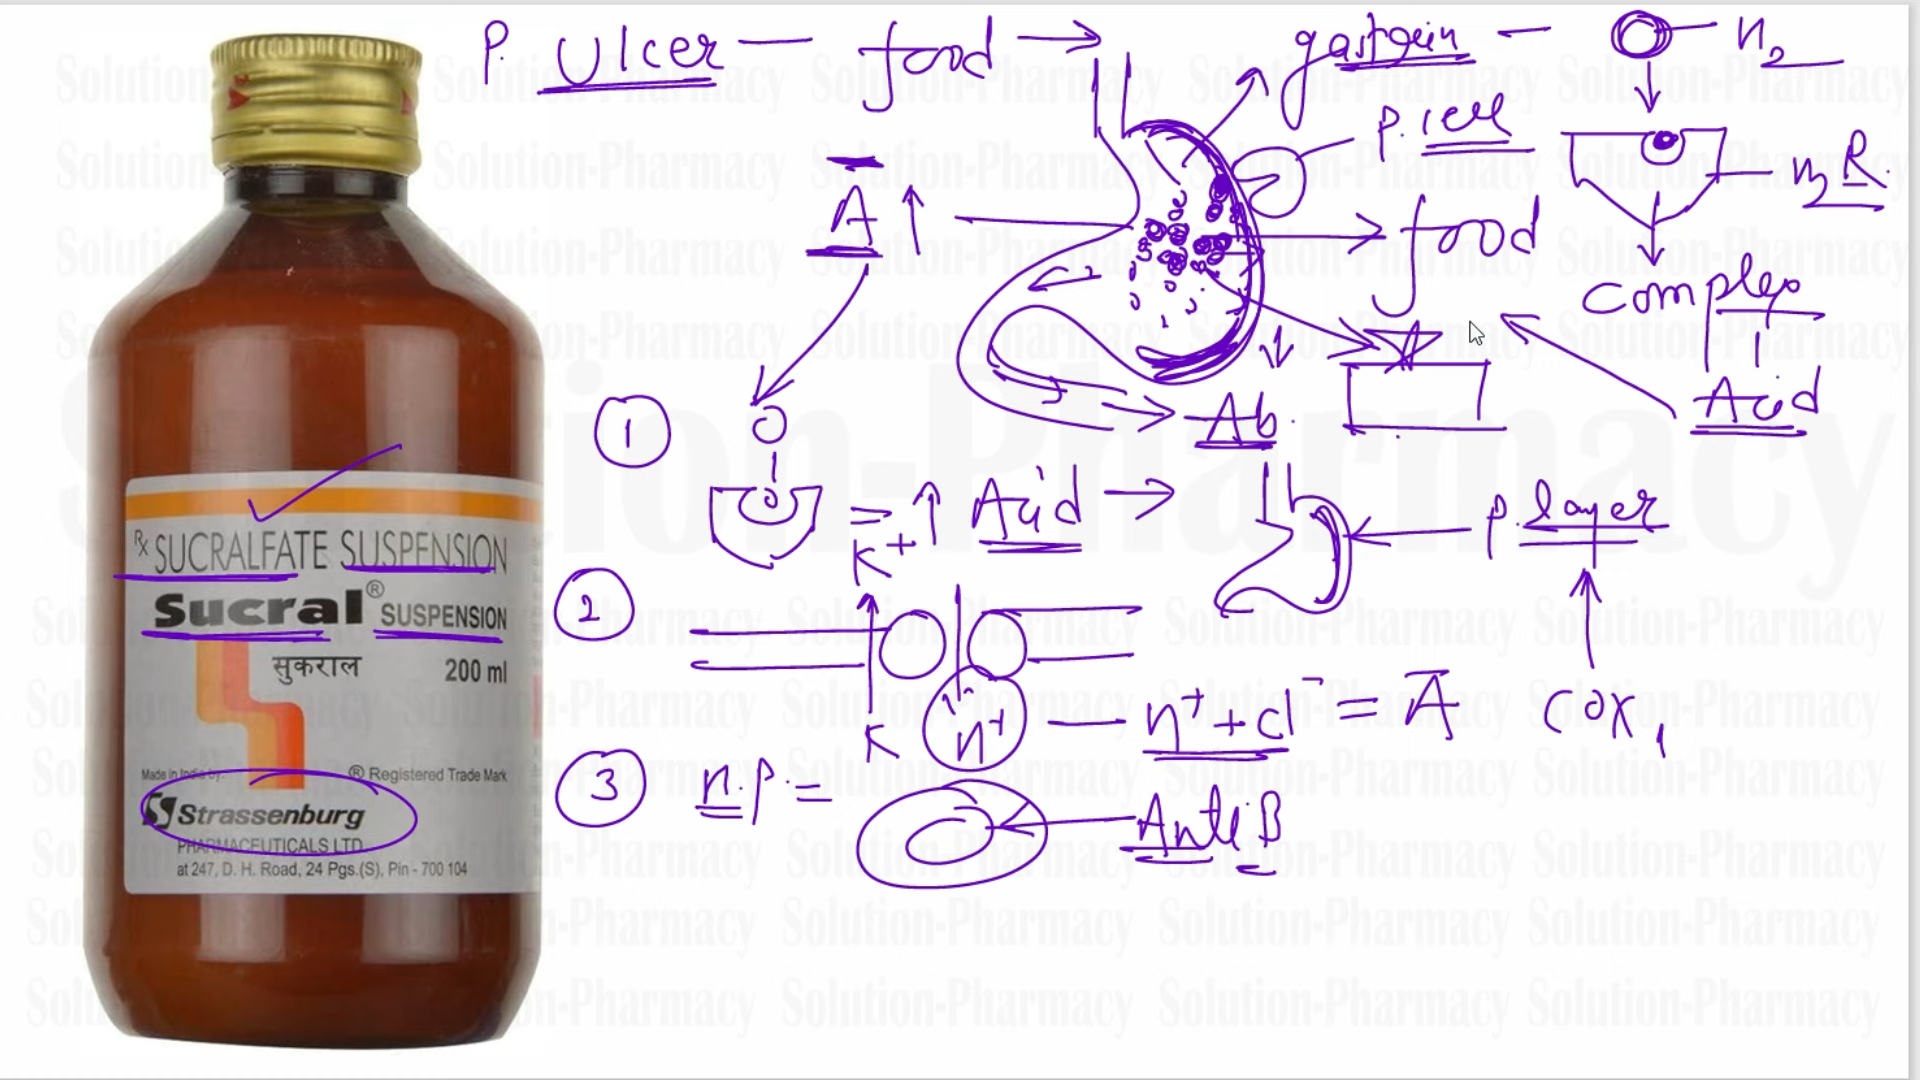 P. Ulcer — food →
gastrin — H2
P. cell
H2 R.
A ↑
food
Complex
Acid
Ab.
1
↑ Acid →
P. layer
K+
2
K
H+
H+ + Cl- = A
COX1
3 H.P. =
Anti B
Rx SUCRALFATE SUSPENSION
Sucral® SUSPENSION
सुकराल 200 ml
Made in India by: ® Registered Trade Mark
Strassenburg
PHARMACEUTICALS LTD.
at 247, D. H. Road, 24 Pgs.(S), Pin - 700 104
Solution-Pharmacy